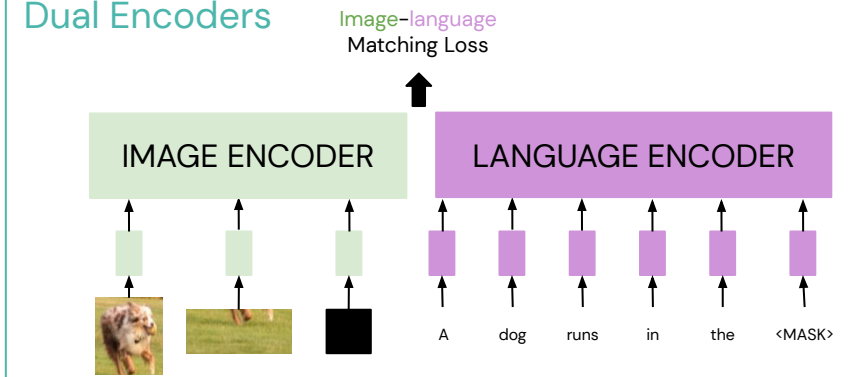 Dual Encoders
Image-language
Matching Loss
IMAGE ENCODER
LANGUAGE ENCODER
A dog runs in the <MASK>